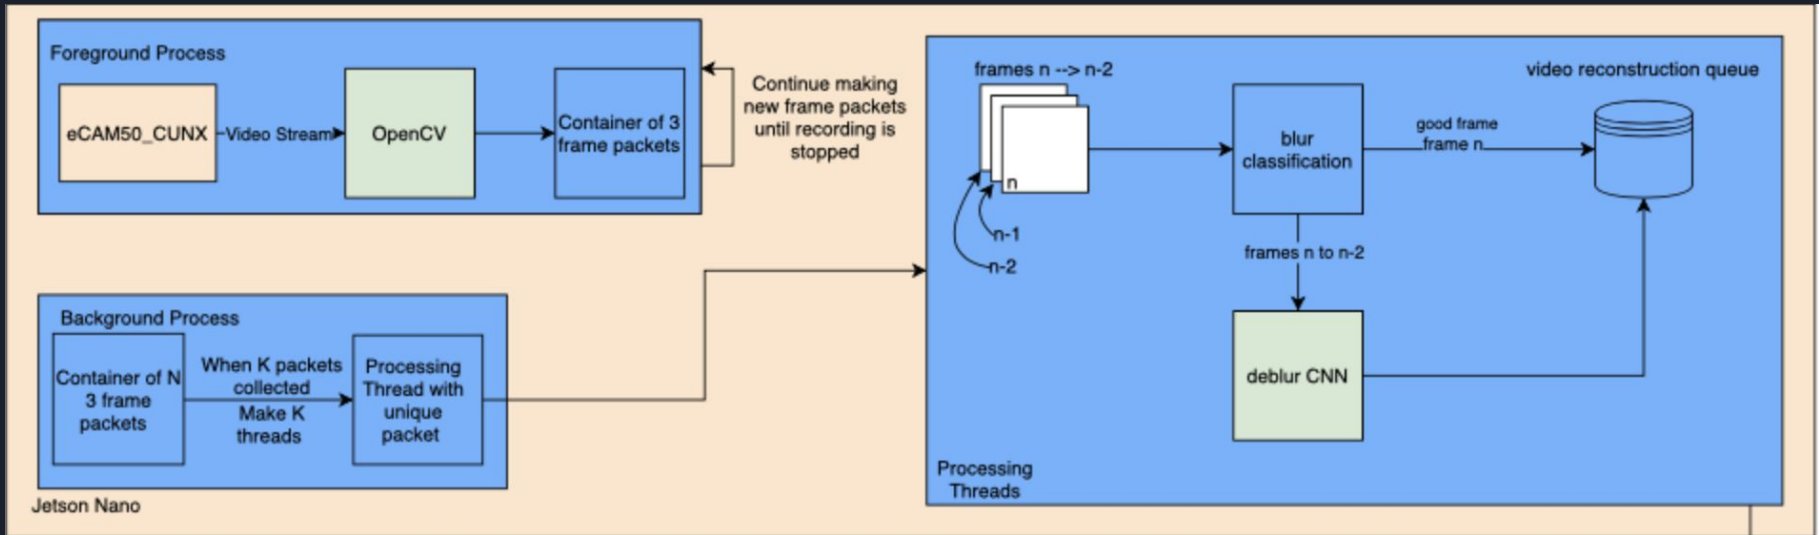 Foreground Process
eCAM50_CUNX
Video Stream
OpenCV
Container of 3
frame packets
Continue making
new frame packets
until recording is
stopped
Background Process
Container of N
3 frame
packets
When K packets
collected
Make K
threads
Processing
Thread with
unique
packet
Jetson Nano
frames n --> n-2
n
n-1
n-2
blur
classification
good frame
frame n
video reconstruction queue
frames n to n-2
deblur CNN
Processing
Threads